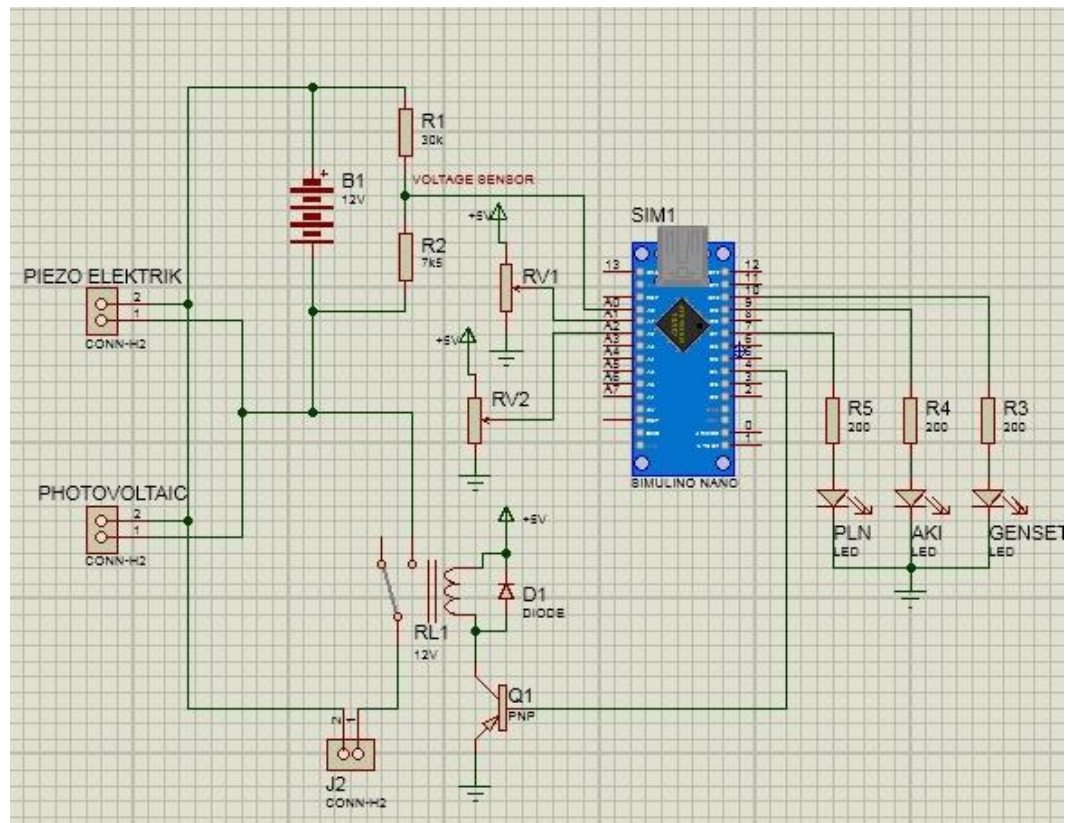 R1
30k
B1
12V
VOLTAGE SENSOR
R2
7k5
+5V
RV1
+5V
RV2
SIM1
13
A0
A1
A2
A3
A4
A5
A6
A7
12
11
10
9
8
7
6
5
4
3
2
0
1
SIMULINO NANO
PIEZO ELEKTRIK
2
1
CONN-H2
PHOTOVOLTAIC
2
1
CONN-H2
R5
200
R4
200
R3
200
PLN
LED
AKI
LED
GENSET
LED
+5V
D1
DIODE
RL1
12V
Q1
PNP
2
1
J2
CONN-H2